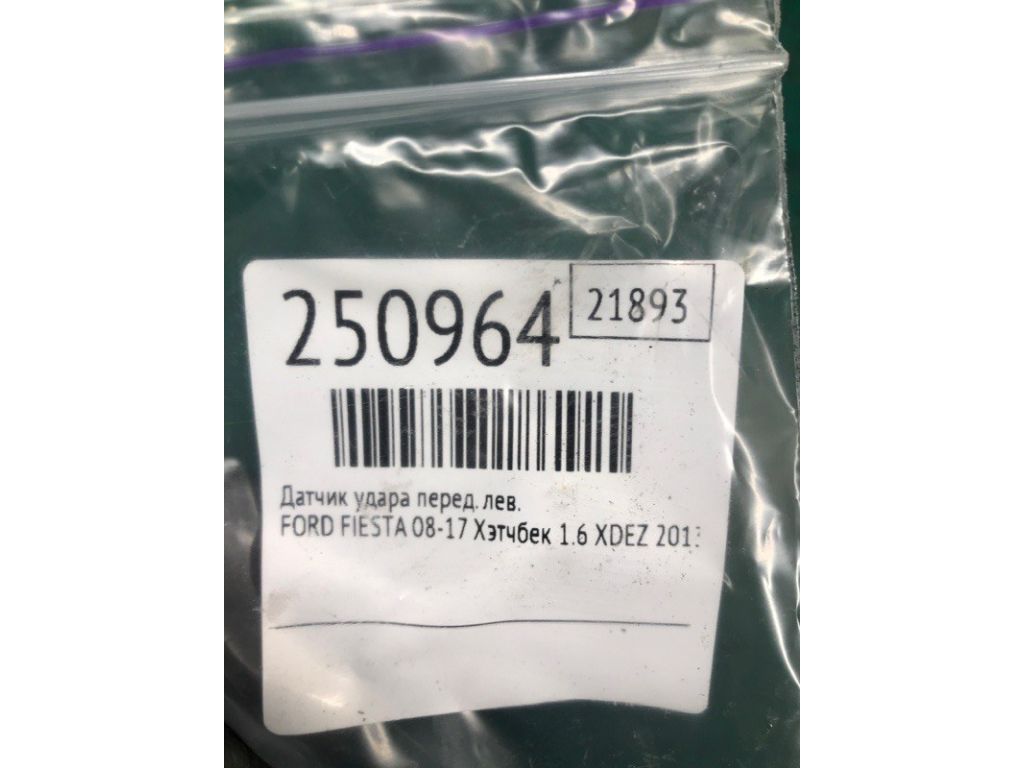 250964
21893
Датчик удара перед. лев.
FORD FIESTA 08-17 Хэтчбек 1.6 XDEZ